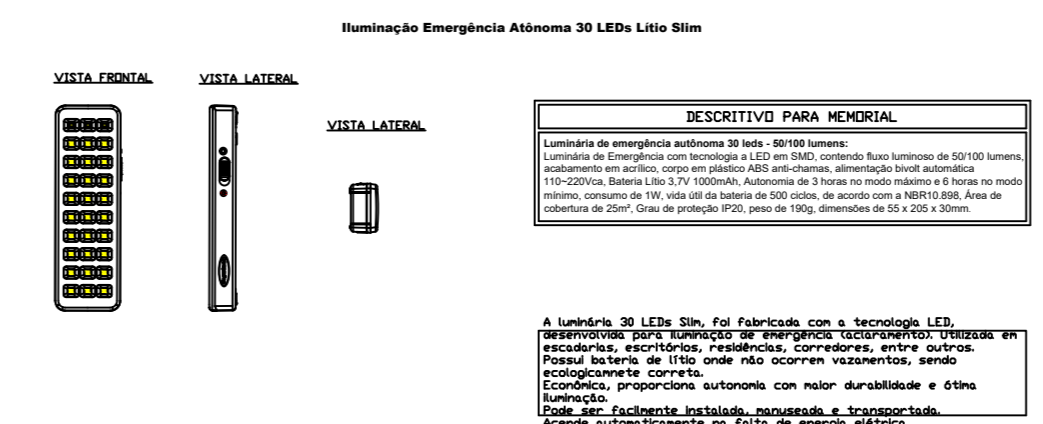 Iluminação Emergência Atônoma 30 LEDs Lítio Slim
VISTA FRONTAL
VISTA LATERAL
VISTA LATERAL
DESCRITIVO PARA MEMORIAL
Luminária de emergência autônoma 30 leds - 50/100 lumens:
Luminária de Emergência com tecnologia a LED em SMD, contendo fluxo luminoso de 50/100 lumens,
acabamento em acrílico, corpo em plástico ABS anti-chamas, alimentação bivolt automática
110~220Vca, Bateria Lítio 3,7V 1000mAh, Autonomia de 3 horas no modo máximo e 6 horas no modo
mínimo, consumo de 1W, vida útil da bateria de 500 ciclos, de acordo com a NBR10.898, Área de
cobertura de 25m², Grau de proteção IP20, peso de 190g, dimensões de 55 x 205 x 30mm.
A luminária 30 LEDs Slim, foi fabricada com a tecnologia LED,
desenvolvida para iluminação de emergência (aclaramento). Utilizada em
escadarias, escritórios, residências, corredores, entre outros.
Possui bateria de lítio onde não ocorrem vazamentos, sendo
ecologicamnete correta.
Econômica, proporciona autonomia com maior durabilidade e ótima
iluminação.
Pode ser facilmente instalada, manuseada e transportada.
Acende automaticamente na falta de energia elétrica.